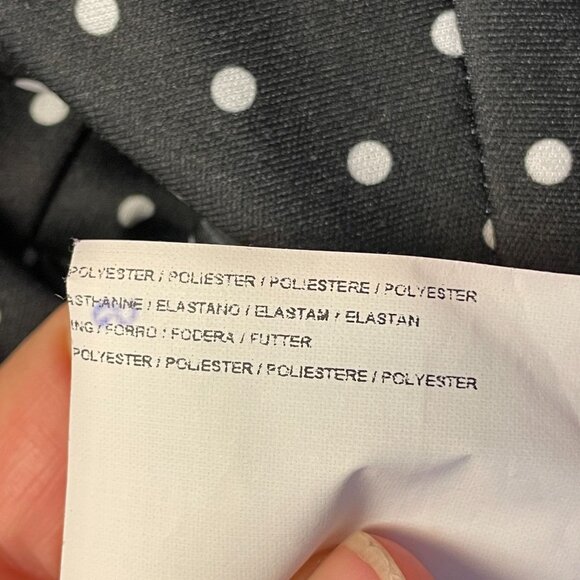 POLYESTER / POLIESTER / POLIESTERE / POLYESTER
ASTHANNE / ELASTANO / ELASTAM / ELASTAN
ING / FORRO / FODERA / FUTTER
POLYESTER / POLIESTER / POLIESTERE / POLYESTER